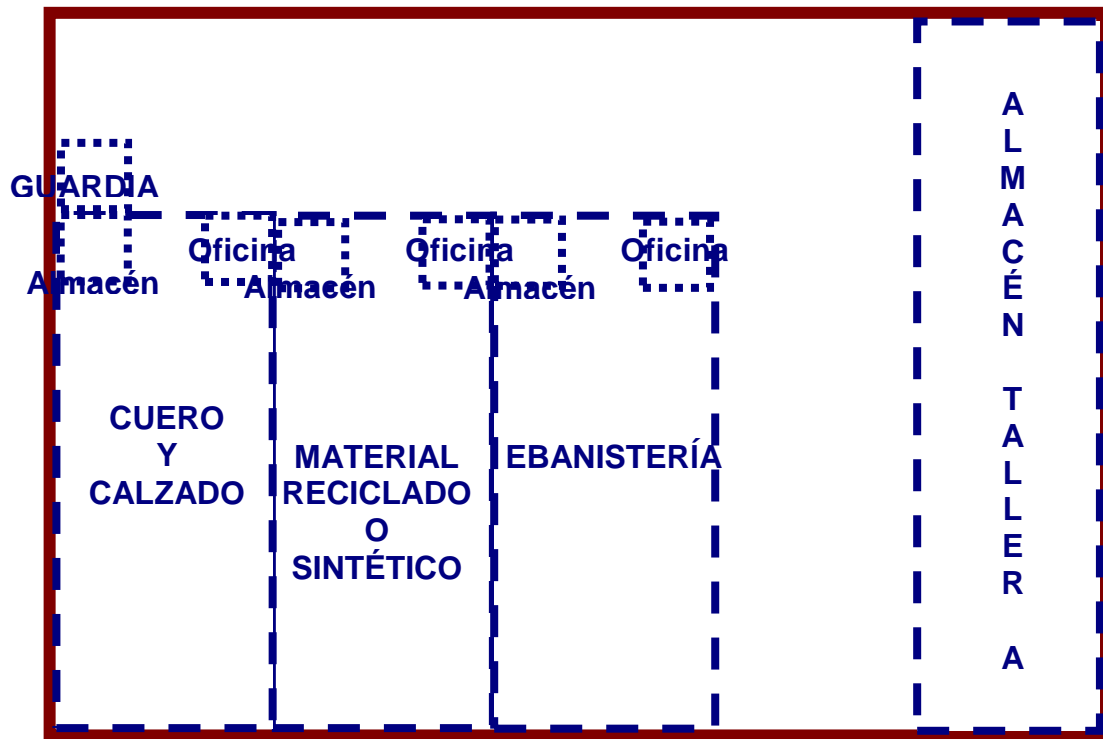 GUARDIA
Almacén
Oficina
Almacén
Oficina
Almacén
Oficina
CUERO
Y
CALZADO
MATERIAL
RECICLADO
O
SINTÉTICO
EBANISTERÍA
A
L
M
A
C
É
N
T
A
L
L
E
R
A